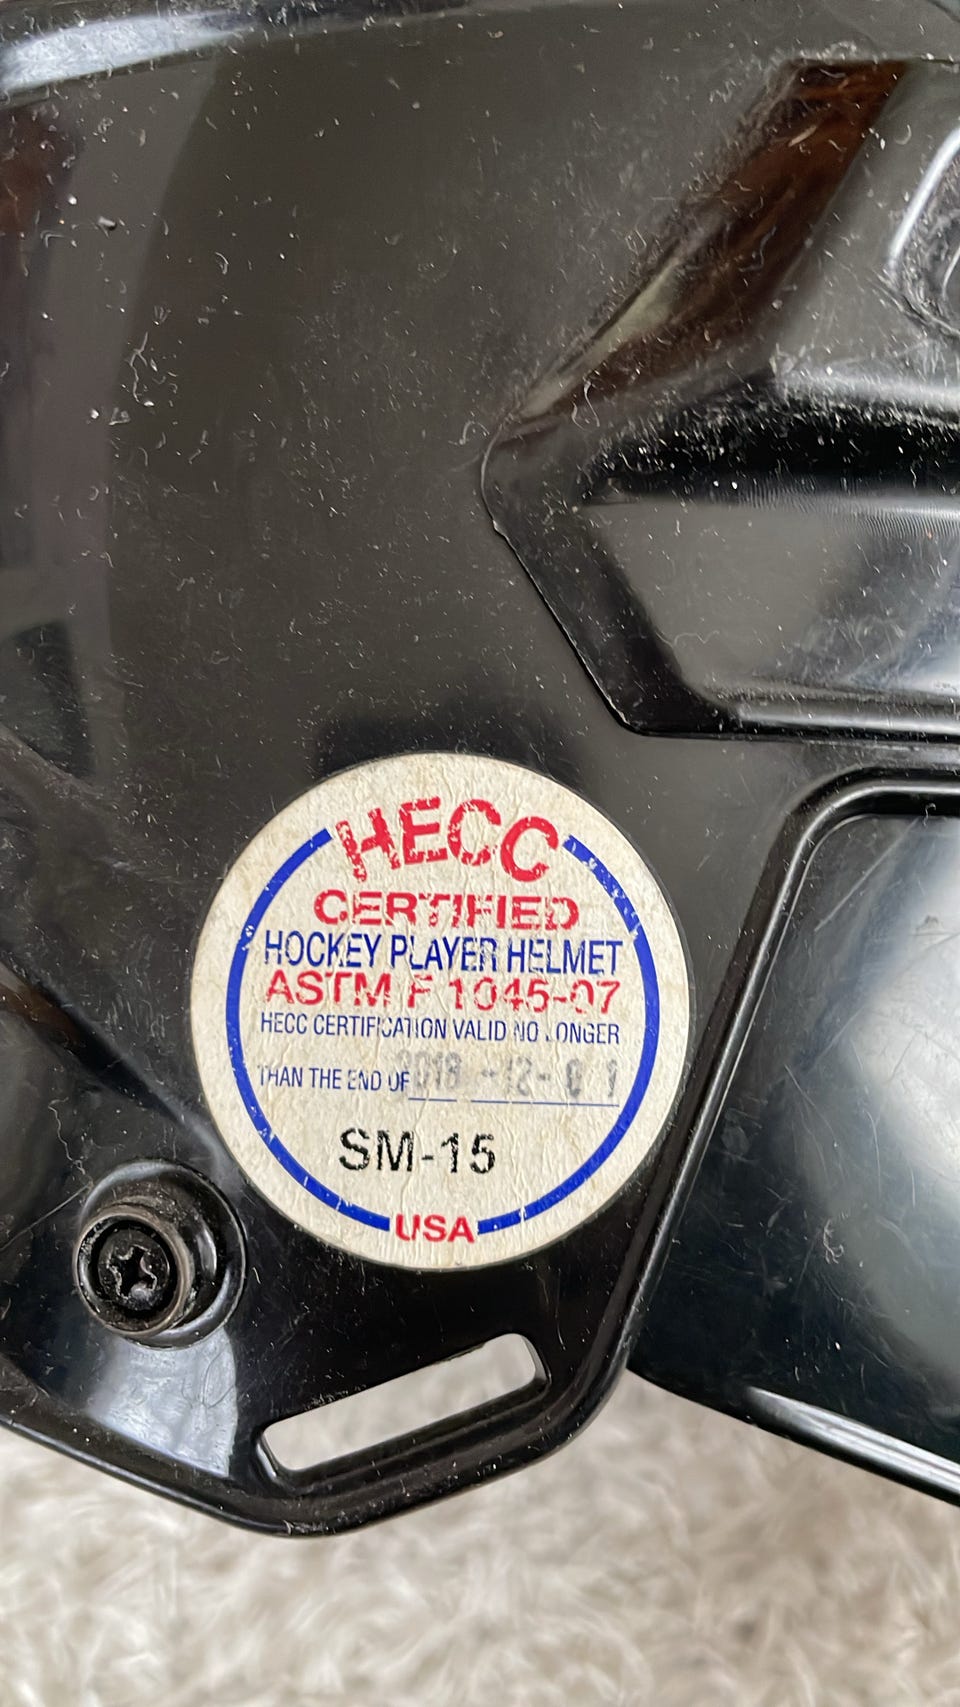 HECC
CERTIFIED
HOCKEY PLAYER HELMET
ASTM F 1045-07
HECC CERTIFICATION VALID NO LONGER
THAN THE END OF
SM-15
USA